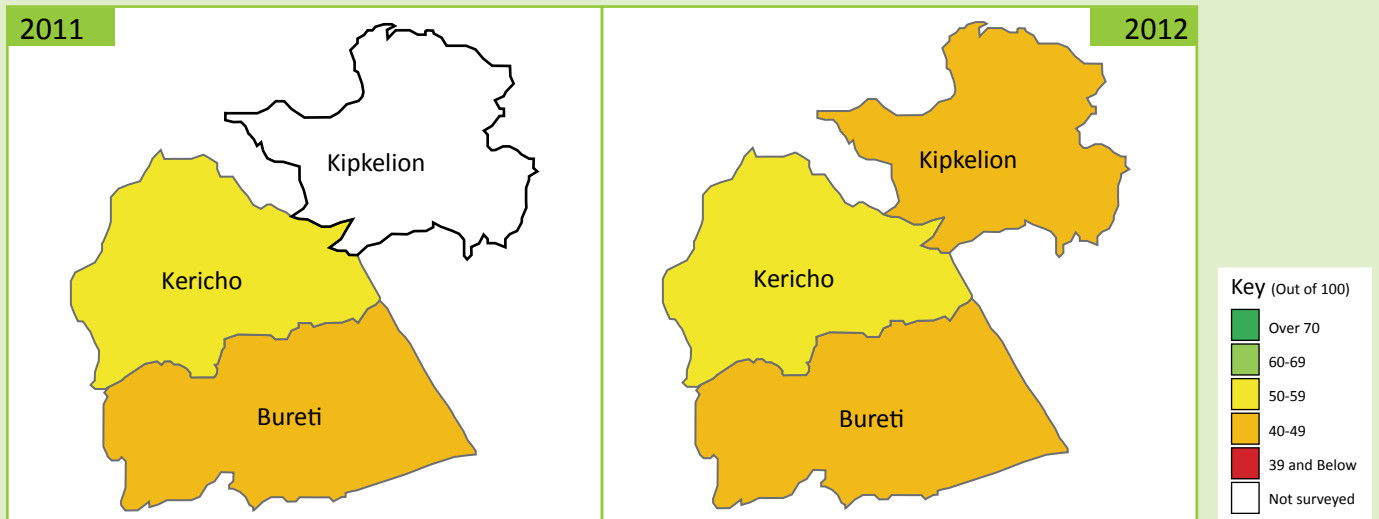 2011
2012
Kipkelion
Kericho
Bureti
Kipkelion
Kericho
Bureti
Key (Out of 100)
Over 70
60-69
50-59
40-49
39 and Below
Not surveyed